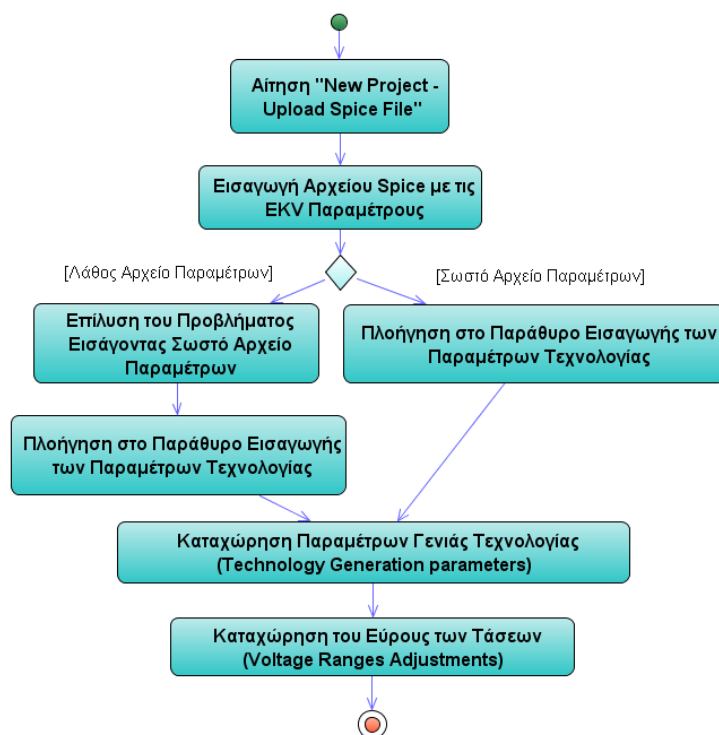 Αίτηση "New Project -
Upload Spice File"
Εισαγωγή Αρχείου Spice με τις
EKV Παραμέτρους
[Λάθος Αρχείο Παραμέτρων]
[Σωστό Αρχείο Παραμέτρων]
Επίλυση του Προβλήματος
Εισάγοντας Σωστό Αρχείο
Παραμέτρων
Πλοήγηση στο Παράθυρο Εισαγωγής των
Παραμέτρων Τεχνολογίας
Πλοήγηση στο Παράθυρο Εισαγωγής
των Παραμέτρων Τεχνολογίας
Καταχώρηση Παραμέτρων Γενιάς Τεχνολογίας
(Technology Generation parameters)
Καταχώρηση του Εύρους των Τάσεων
(Voltage Ranges Adjustments)